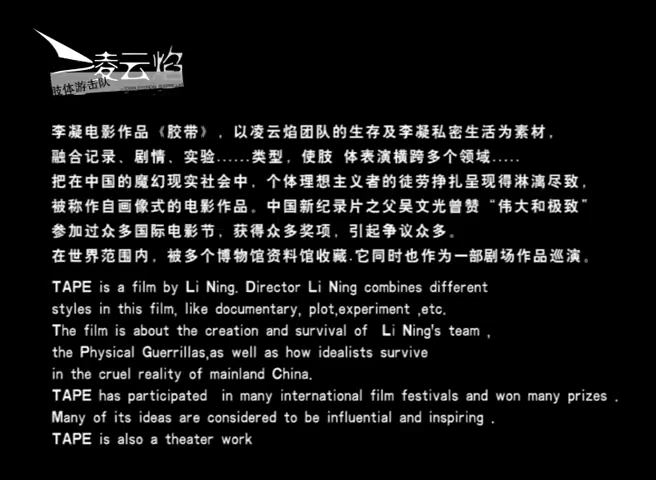 凌云焰
肢体游击队
李凝电影作品《胶带》，以凌云焰团队的生存及李凝私密生活为素材，
融合记录、剧情、实验......类型，使肢 体表演横跨多个领域.....
把在中国的魔幻现实社会中，个体理想主义者的徒劳挣扎呈现得淋漓尽致，
被称作自画像式的电影作品。中国新纪录片之父吴文光曾赞“伟大和极致”
参加过众多国际电影节，获得众多奖项，引起争议众多。
在世界范围内，被多个博物馆资料馆收藏.它同时也作为一部剧场作品巡演。
TAPE is a film by Li Ning. Director Li Ning combines different
styles in this film, like documentary, plot,experiment ,etc.
The film is about the creation and survival of Li Ning's team ,
the Physical Guerrillas,as well as how idealists survive
in the cruel reality of mainland China.
TAPE has participated in many international film festivals and won many prizes .
Many of its ideas are considered to be influential and inspiring .
TAPE is also a theater work